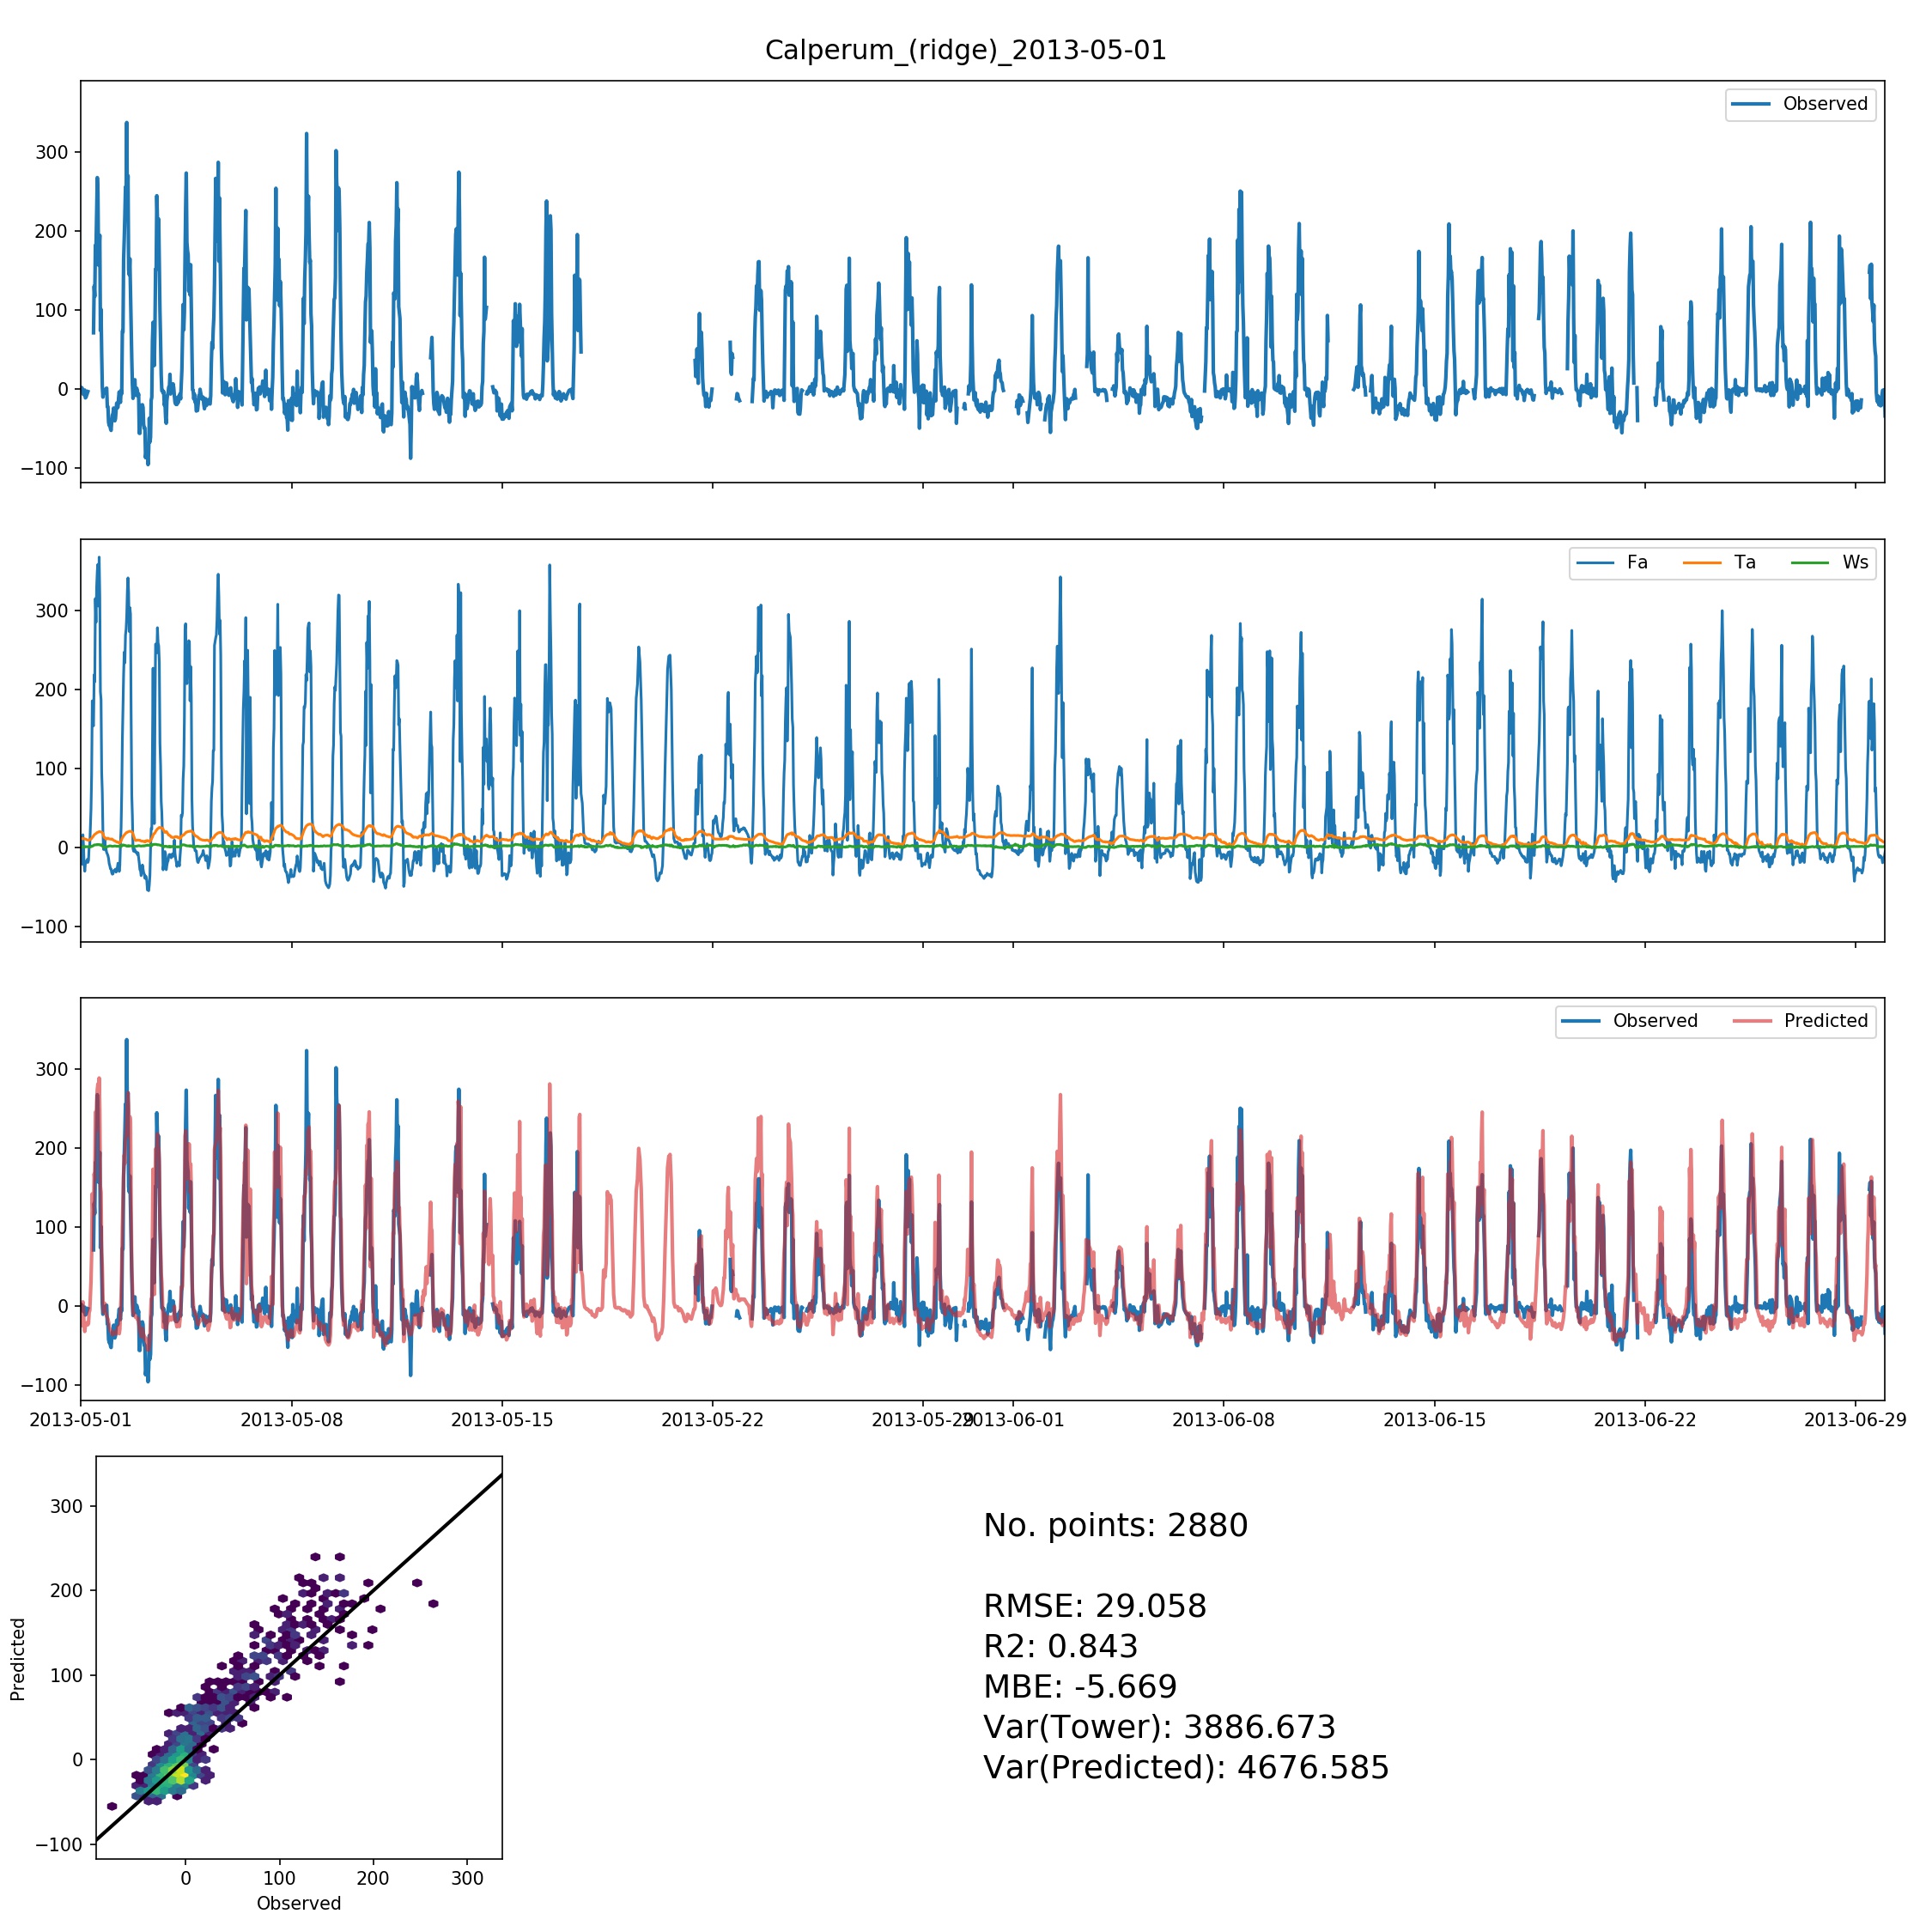 Calperum_(ridge)_2013-05-01
Observed
300
200
100
0
−100
Fa Ta Ws
300
200
100
0
−100
Observed Predicted
300
200
100
0
−100
2013-05-01 2013-05-08 2013-05-15 2013-05-22 2013-05-29 2013-06-01 2013-06-08 2013-06-15 2013-06-22 2013-06-29
300
200
100
0
−100
Predicted
0 100 200 300
Observed
No. points: 2880
RMSE: 29.058
R2: 0.843
MBE: -5.669
Var(Tower): 3886.673
Var(Predicted): 4676.585